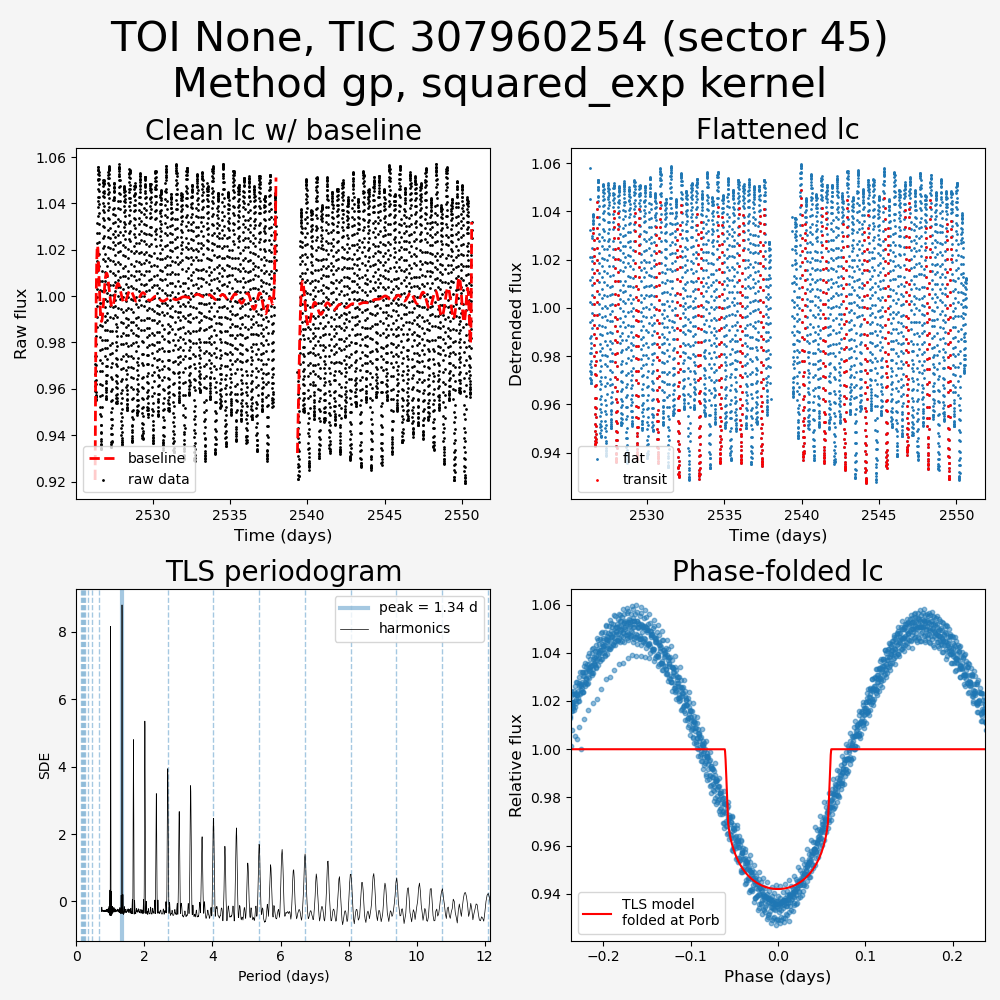 TOI None, TIC 307960254 (sector 45)
Method gp, squared_exp kernel
Clean lc w/ baseline
Raw flux
1.06
1.04
1.02
1.00
0.98
0.96
0.94
0.92
baseline
raw data
2530 2535 2540 2545 2550
Time (days)
Flattened lc
Detrended flux
1.06
1.04
1.02
1.00
0.98
0.96
0.94
flat
transit
2530 2535 2540 2545 2550
Time (days)
TLS periodogram
SDE
8
6
4
2
0
peak = 1.34 d
harmonics
0 2 4 6 8 10 12
Period (days)
Phase-folded lc
Relative flux
1.06
1.04
1.02
1.00
0.98
0.96
0.94
TLS model
folded at Porb
−0.2 −0.1 0.0 0.1 0.2
Phase (days)